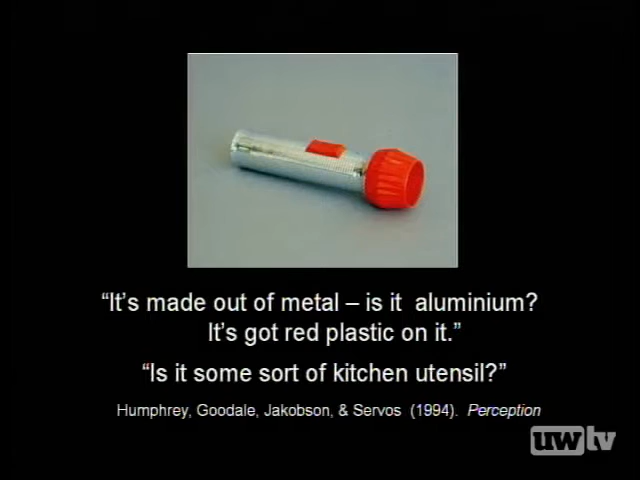 “It’s made out of metal – is it aluminium?
It’s got red plastic on it.”
“Is it some sort of kitchen utensil?”
Humphrey, Goodale, Jakobson, & Servos (1994). Perception
uwtv